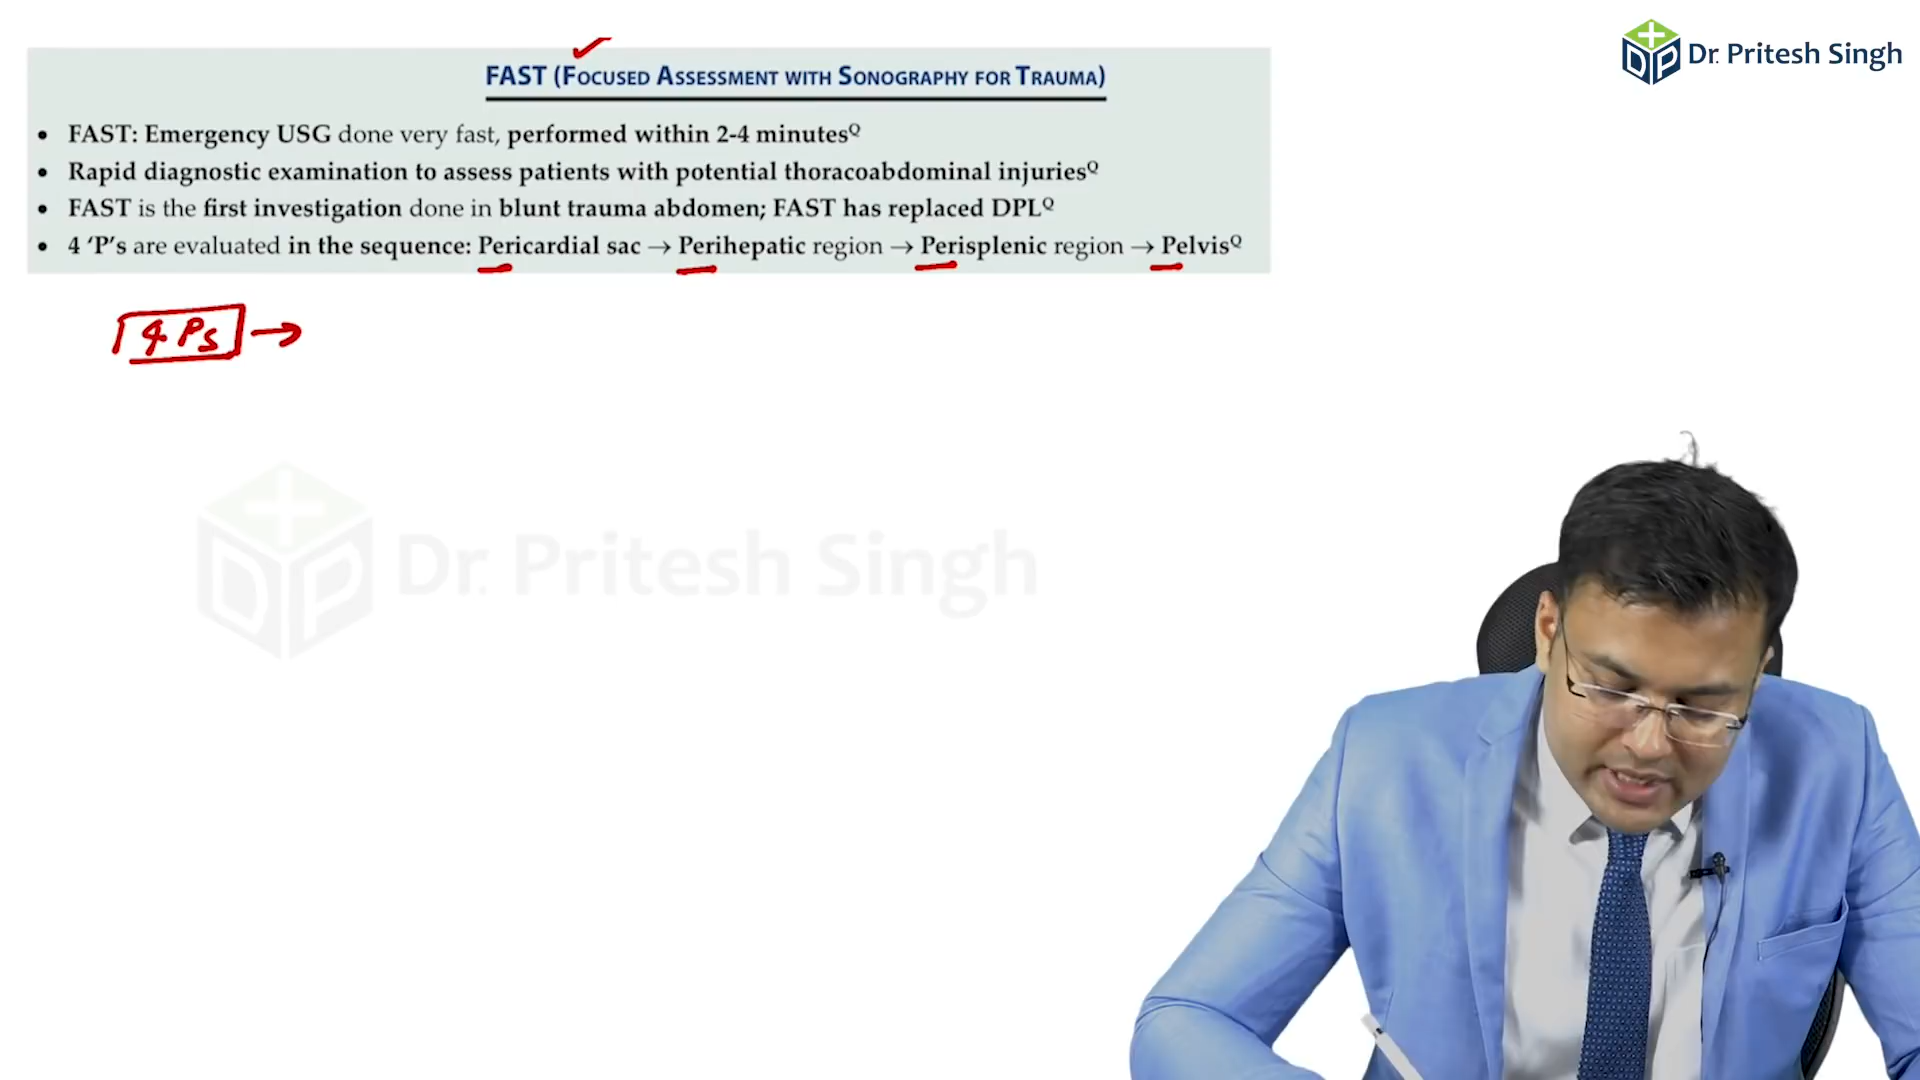 Dr. Pritesh Singh
FAST (Focused Assessment with Sonography for Trauma)
• FAST: Emergency USG done very fast, performed within 2-4 minutesQ
• Rapid diagnostic examination to assess patients with potential thoracoabdominal injuriesQ
• FAST is the first investigation done in blunt trauma abdomen; FAST has replaced DPLQ
• 4 ‘P’s are evaluated in the sequence: Pericardial sac → Perihepatic region → Perisplenic region → PelvisQ
4 Ps →
DP Dr. Pritesh Singh